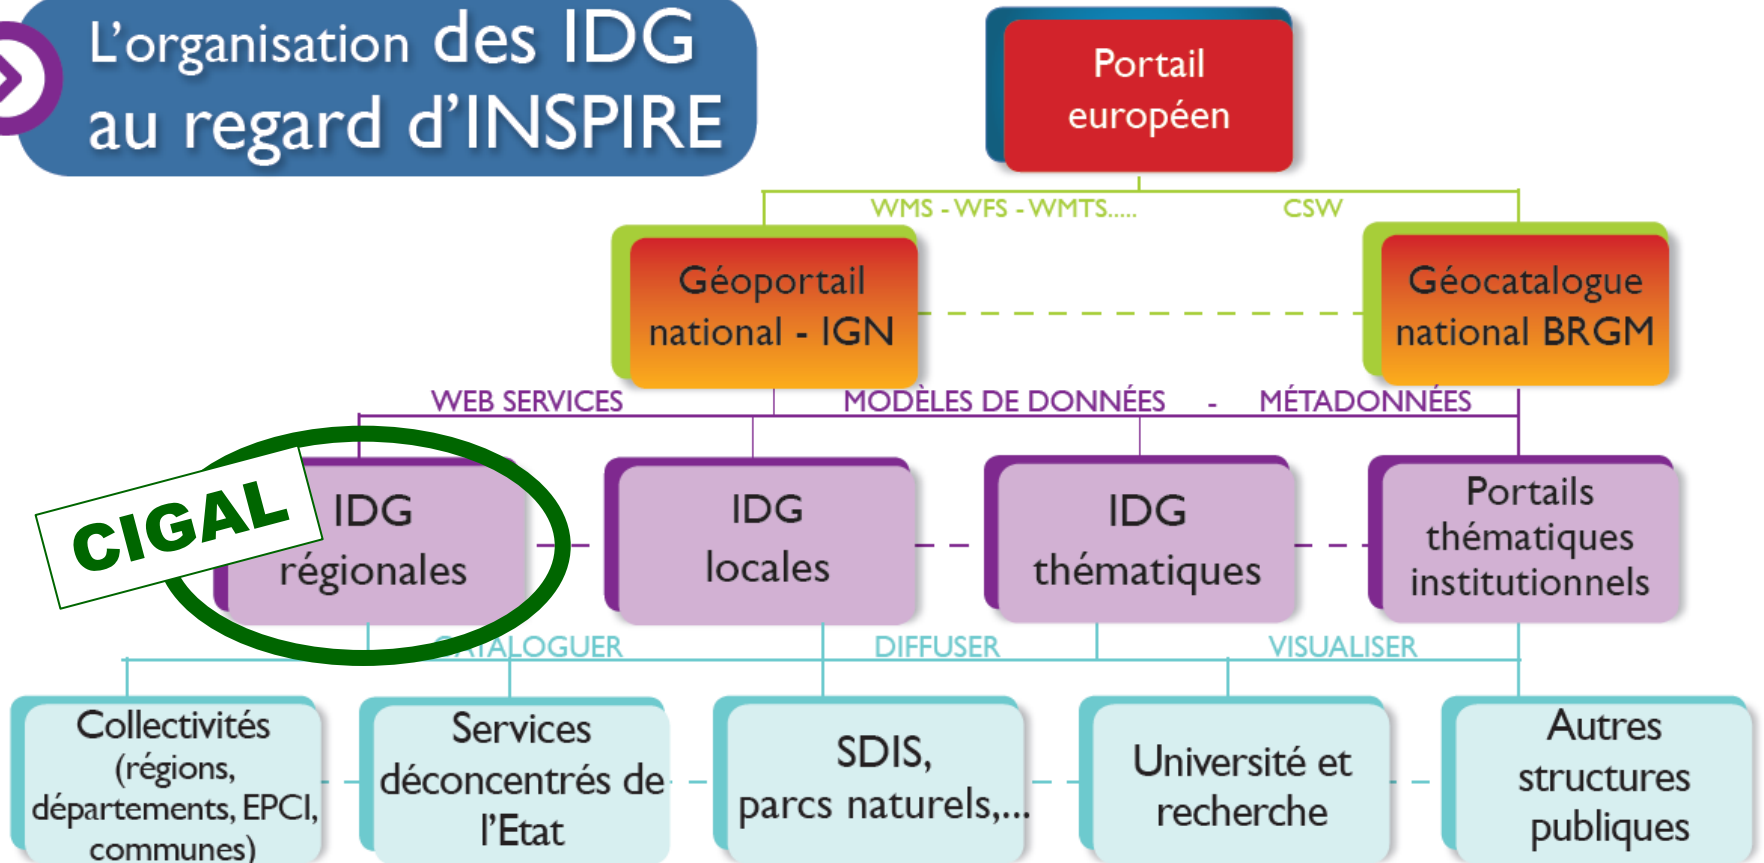 L'organisation des IDG
au regard d'INSPIRE
Portail
européen
WMS - WFS - WMTS.....
CSW
Géoportail
national - IGN
Géocatalogue
national BRGM
WEB SERVICES
MODÈLES DE DONNÉES - MÉTADONNÉES
CIGAL
IDG
régionales
IDG
locales
IDG
thématiques
Portails
thématiques
institutionnels
CATALOGUER
DIFFUSER
VISUALISER
Collectivités
(régions,
départements, EPCI,
communes)
Services
déconcentrés de
l'Etat
SDIS,
parcs naturels,...
Université et
recherche
Autres
structures
publiques